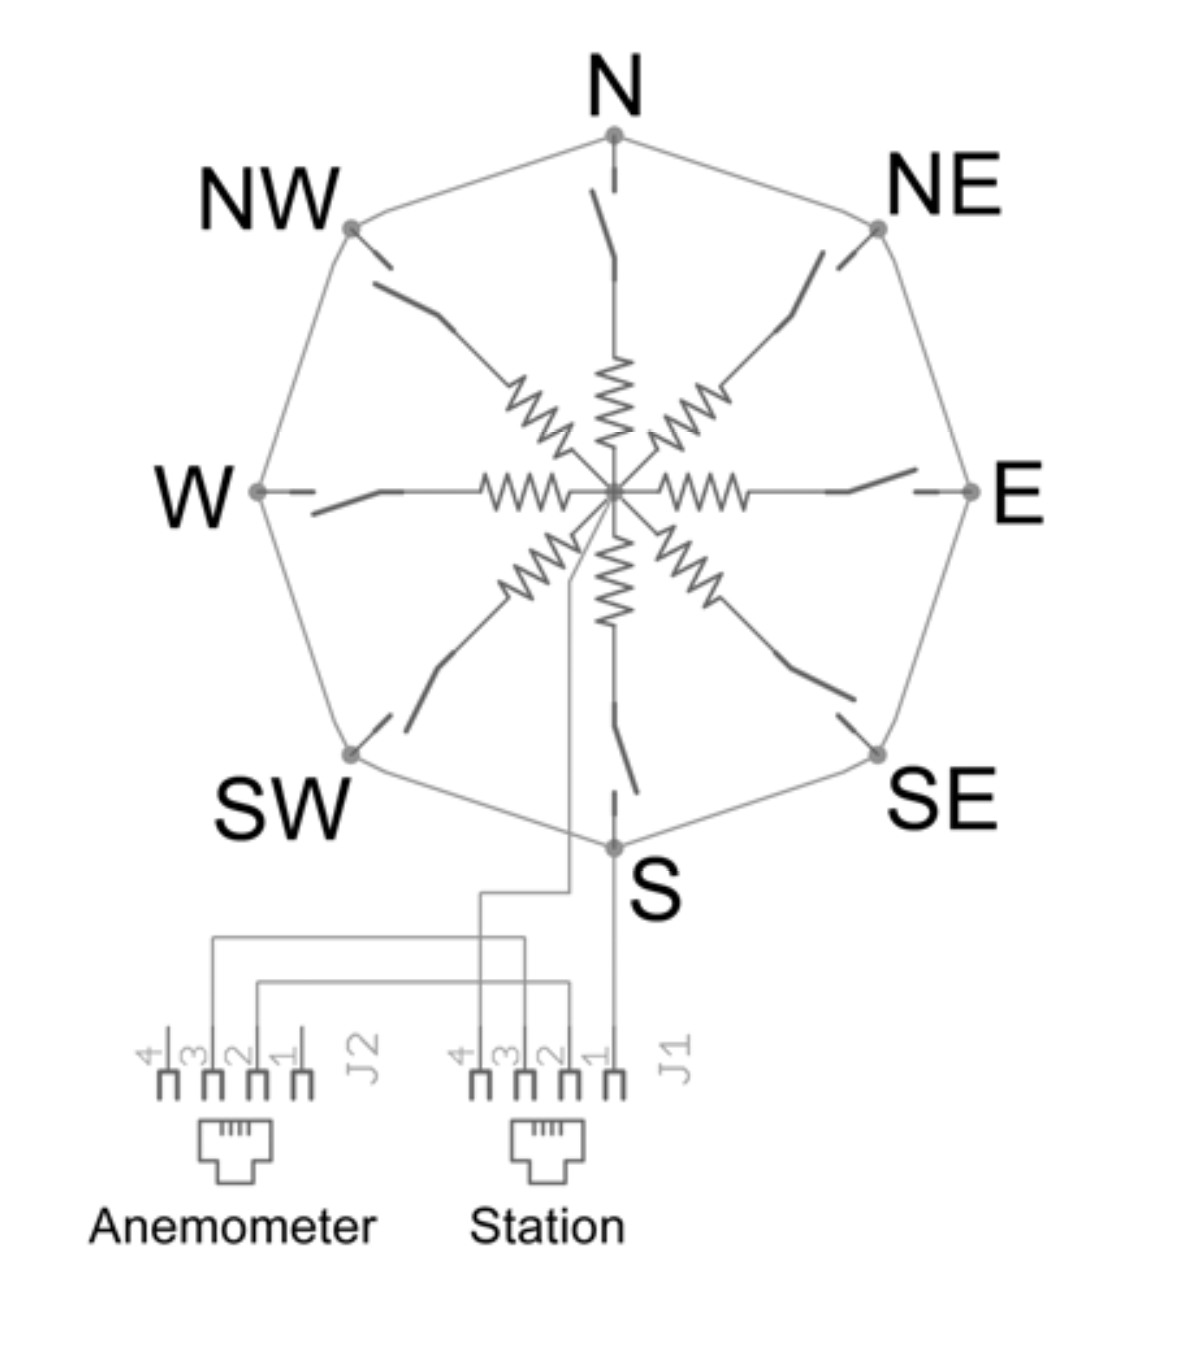 N
NW
NE
W
E
SW
SE
S
4 3 2 1 J2
4 3 2 1 J1
Anemometer
Station